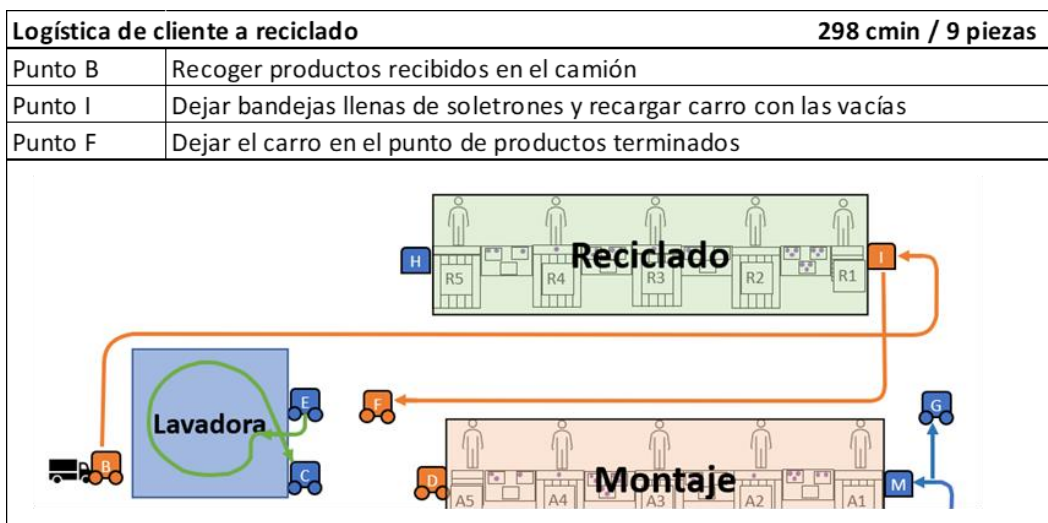 Logística de cliente a reciclado 298 cmin / 9 piezas
Punto B Recoger productos recibidos en el camión
Punto I Dejar bandejas llenas de soletrones y recargar carro con las vacías
Punto F Dejar el carro en el punto de productos terminados
H Reciclado I
R5 R4 R3 R2 R1
E F G
Lavadora
B C D Montaje M
A5 A4 A3 A2 A1